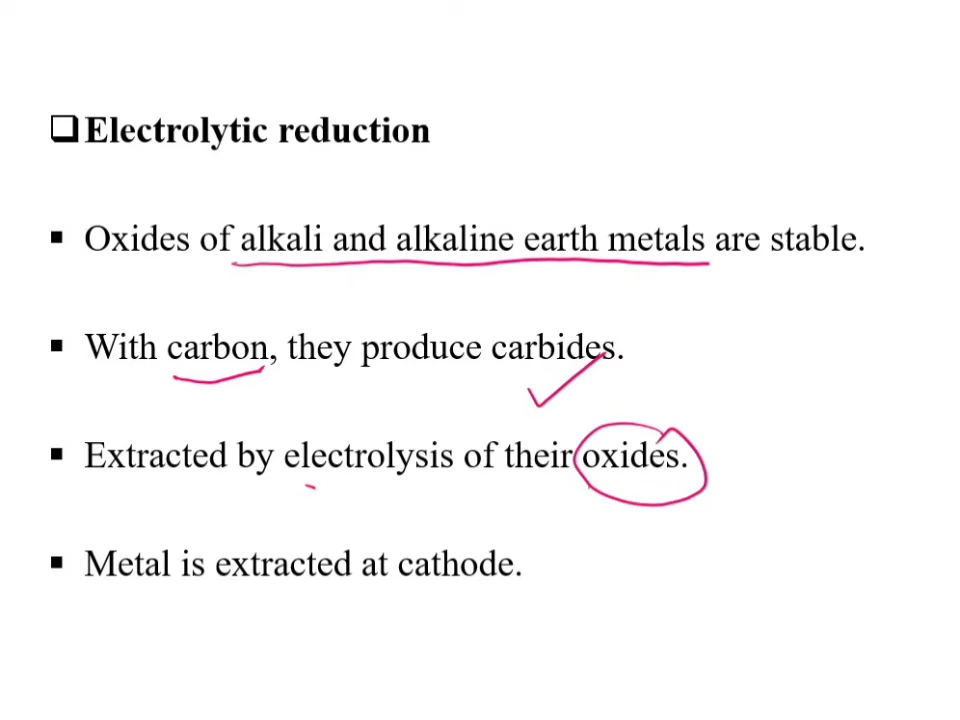 Electrolytic reduction
Oxides of alkali and alkaline earth metals are stable.
With carbon, they produce carbides.
Extracted by electrolysis of their oxides.
Metal is extracted at cathode.